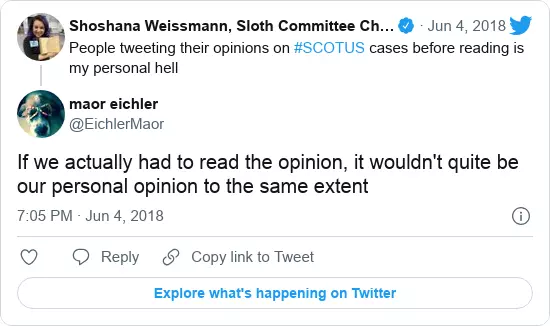 Shoshana Weissmann, Sloth Committee Ch... · Jun 4, 2018
People tweeting their opinions on #SCOTUS cases before reading is
my personal hell
maor eichler
@EichlerMaor
If we actually had to read the opinion, it wouldn't quite be
our personal opinion to the same extent
7:05 PM · Jun 4, 2018
Reply Copy link to Tweet
Explore what's happening on Twitter